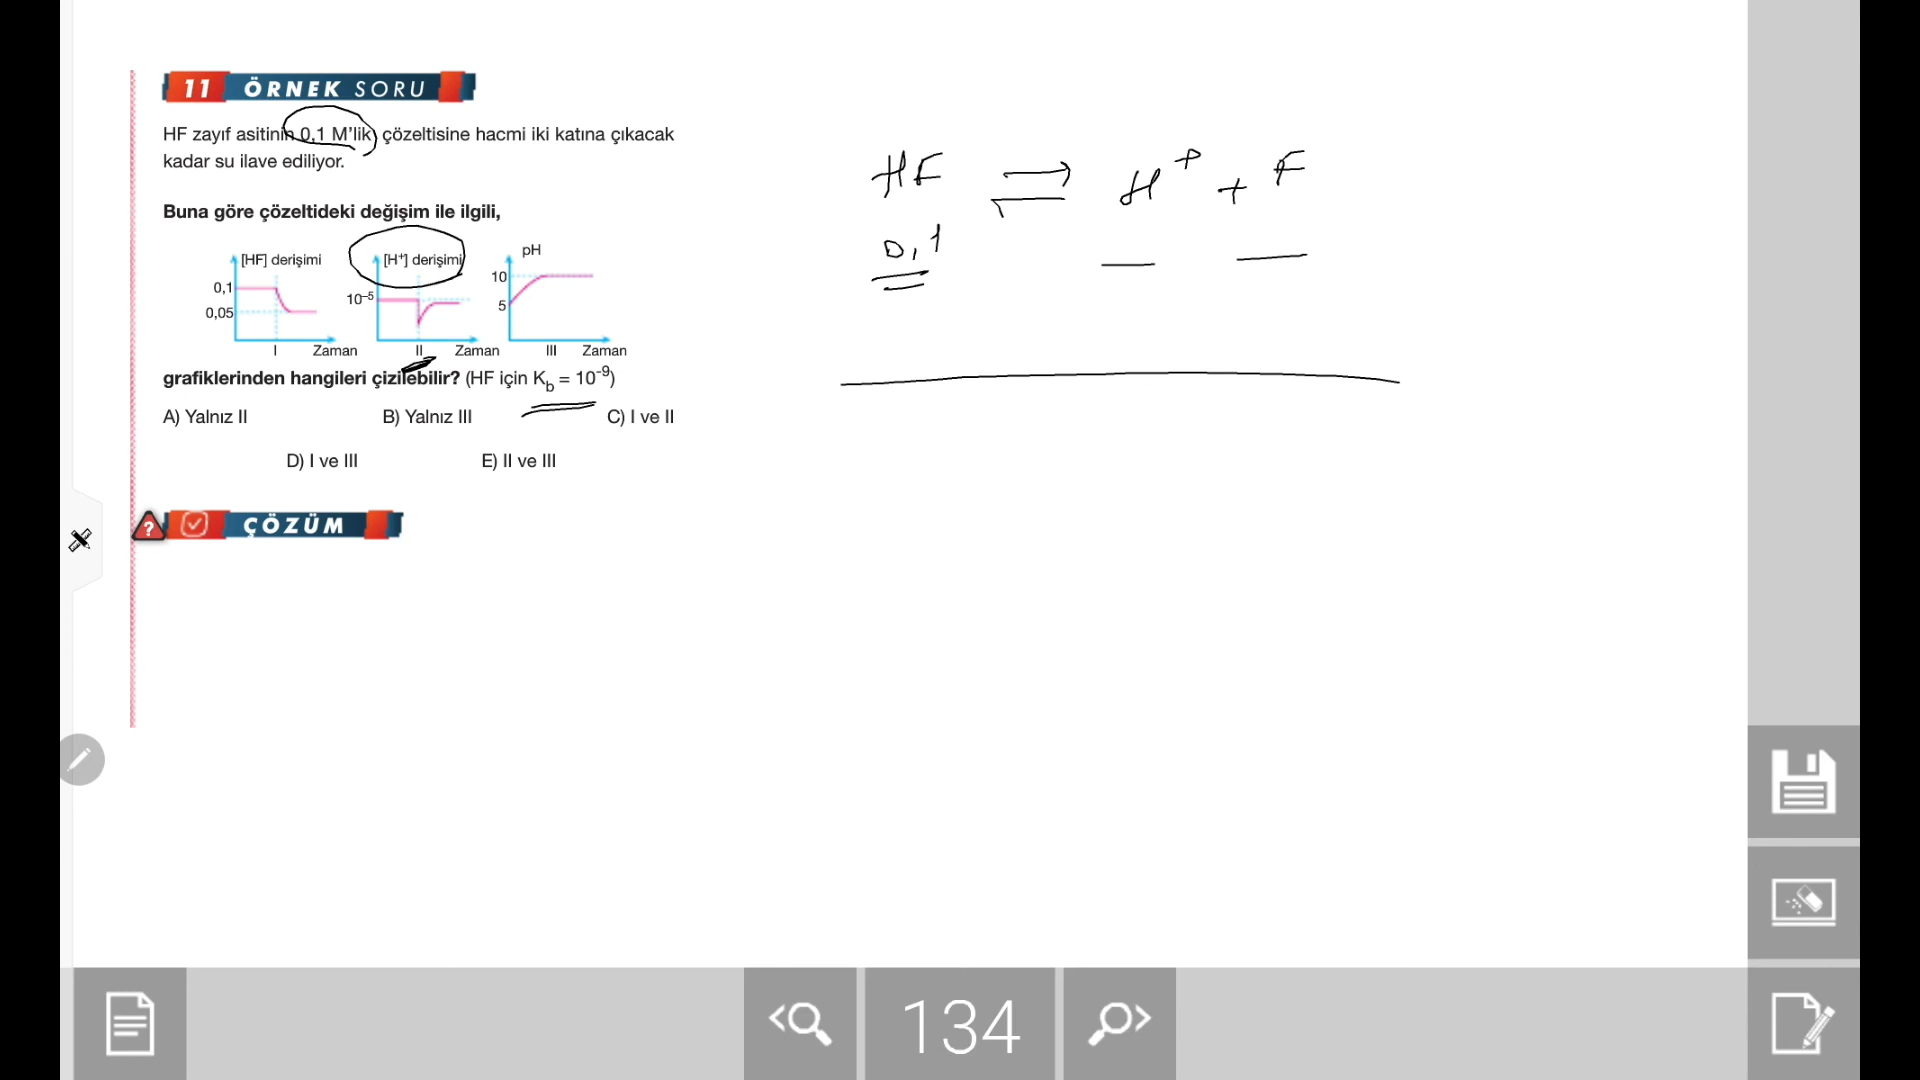 11 ÖRNEK SORU
HF zayıf asitinin 0,1 M'lik çözeltisine hacmi iki katına çıkacak
kadar su ilave ediliyor.
Buna göre çözeltideki değişim ile ilgili,
[HF] derişimi
0,1
0,05
I Zaman
[H⁺] derişimi
10⁻⁵
II Zaman
pH
10
5
III Zaman
grafiklerinden hangileri çizilebilir? (HF için K_b = 10⁻⁹)
A) Yalnız II B) Yalnız III C) I ve II
D) I ve III E) II ve III
? ÇÖZÜM
HF ⇌ H⁺ + F
0,1
134